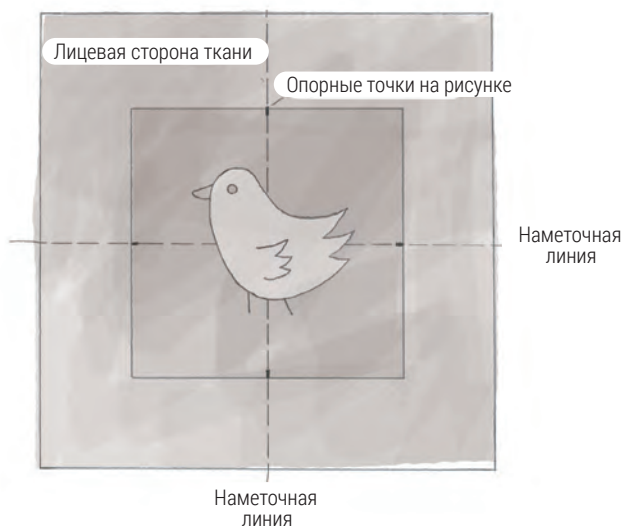 Лицевая сторона ткани
Опорные точки на рисунке
Наметочная
линия
Наметочная
линия